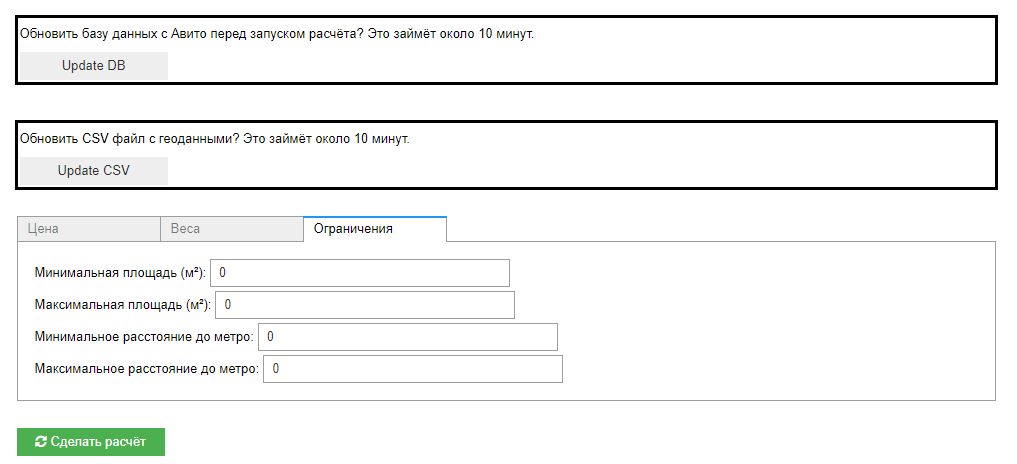 Обновить базу данных с Авито перед запуском расчёта? Это займёт около 10 минут.
Update DB
Обновить CSV файл с геоданными? Это займёт около 10 минут.
Update CSV
Цена Веса Ограничения
Минимальная площадь (м²): 0
Максимальная площадь (м²): 0
Минимальное расстояние до метро: 0
Максимальное расстояние до метро: 0
Сделать расчёт